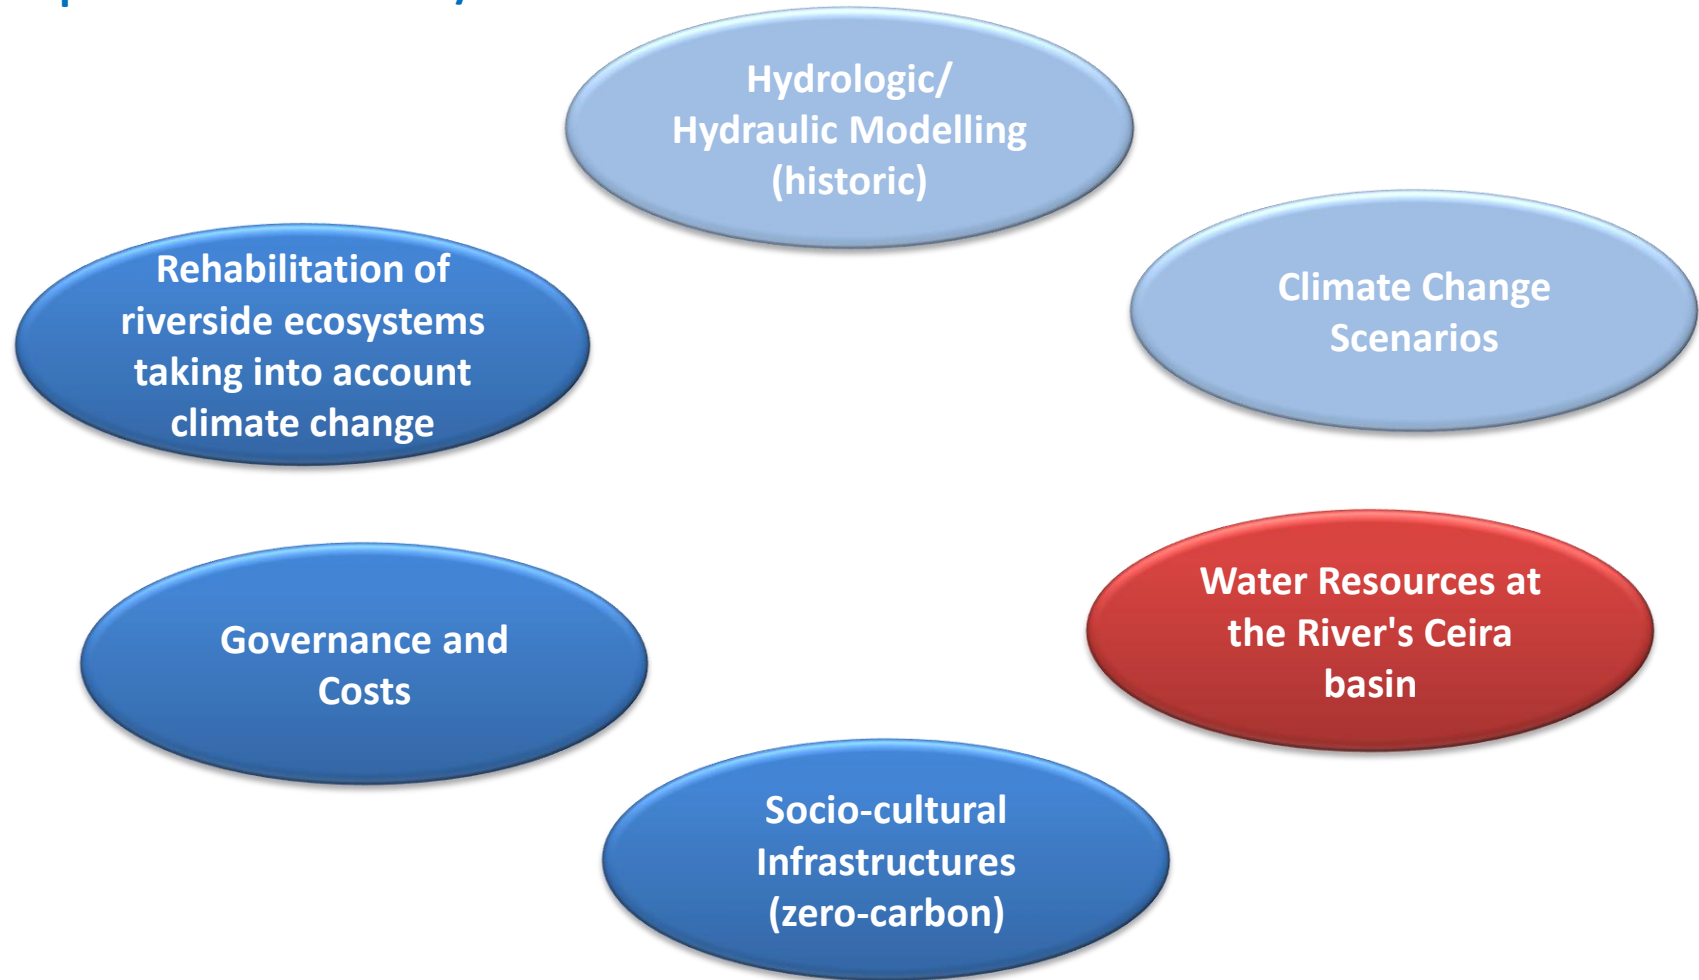 Hydrologic/
Hydraulic Modelling
(historic)
Climate Change
Scenarios
Rehabilitation of
riverside ecosystems
taking into account
climate change
Water Resources at
the River's Ceira
basin
Governance and
Costs
Socio-cultural
Infrastructures
(zero-carbon)